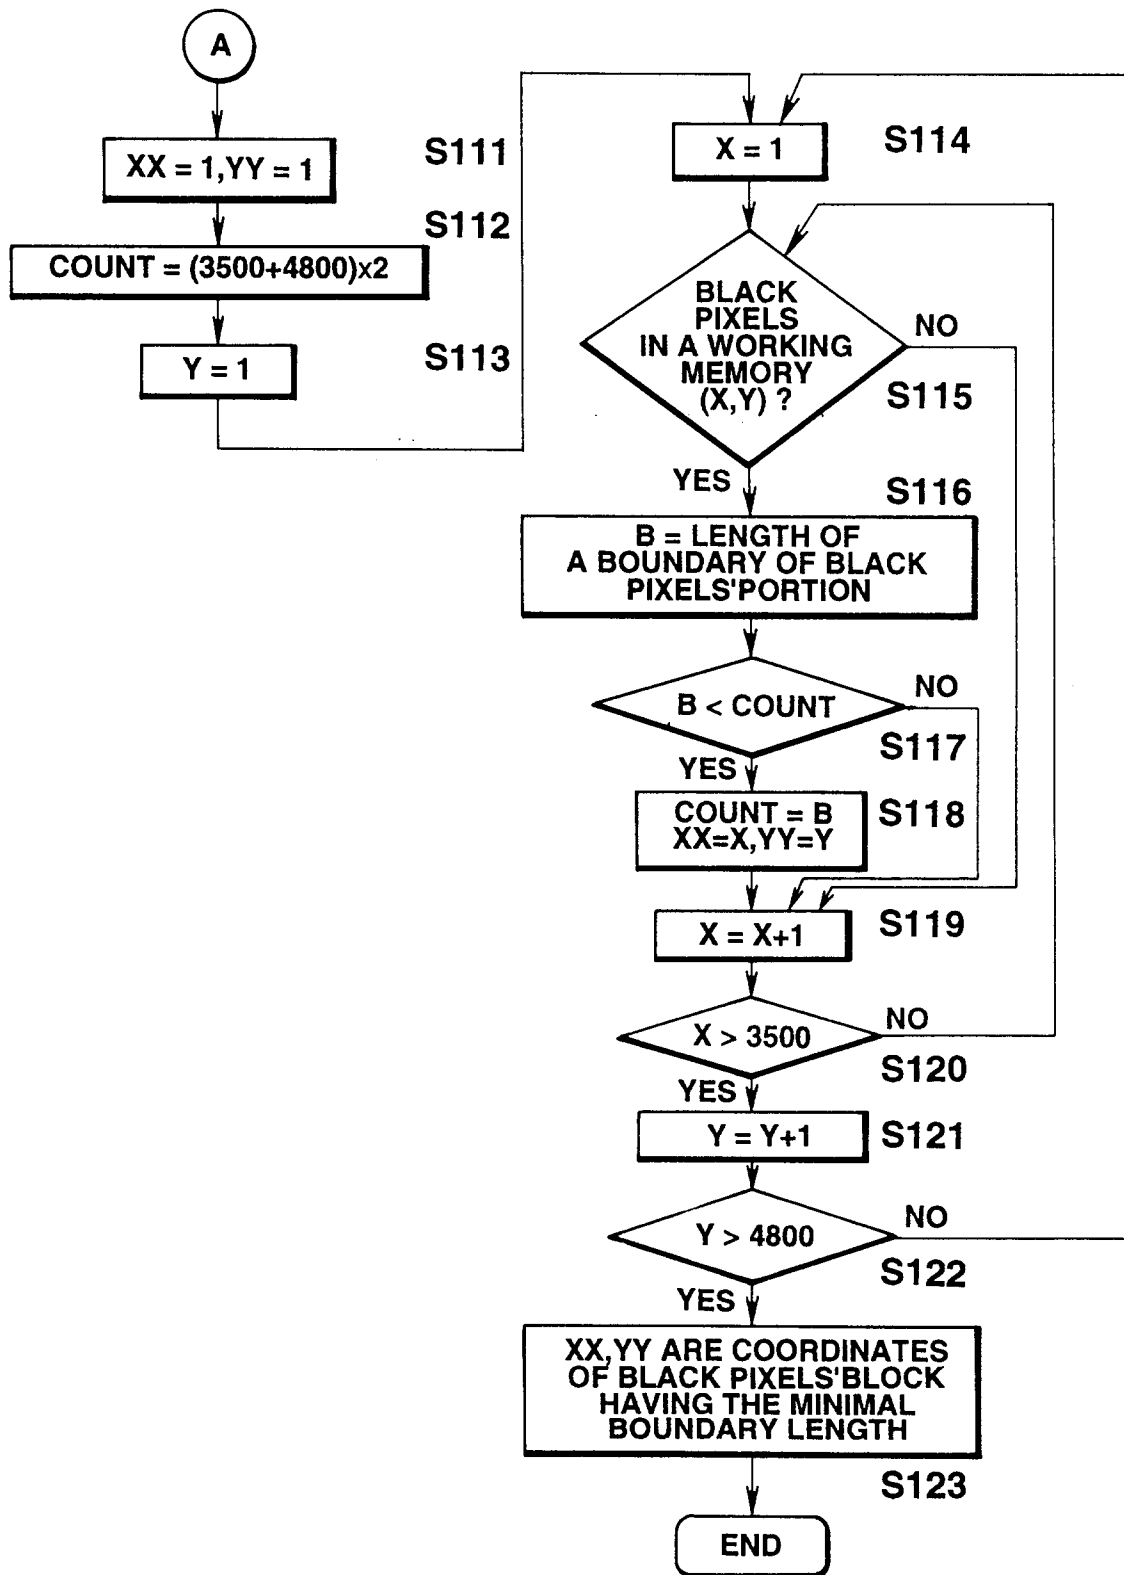 A
XX = 1,YY = 1
S111
COUNT = (3500+4800)x2
S112
Y = 1
S113
X = 1
S114
BLACK
PIXELS
IN A WORKING
MEMORY
(X,Y) ?
NO
S115
YES
S116
B = LENGTH OF
A BOUNDARY OF BLACK
PIXELS'PORTION
B < COUNT
NO
S117
YES
COUNT = B
XX=X,YY=Y
S118
X = X+1
S119
X > 3500
NO
S120
YES
Y = Y+1
S121
Y > 4800
NO
S122
YES
XX,YY ARE COORDINATES
OF BLACK PIXELS'BLOCK
HAVING THE MINIMAL
BOUNDARY LENGTH
S123
END